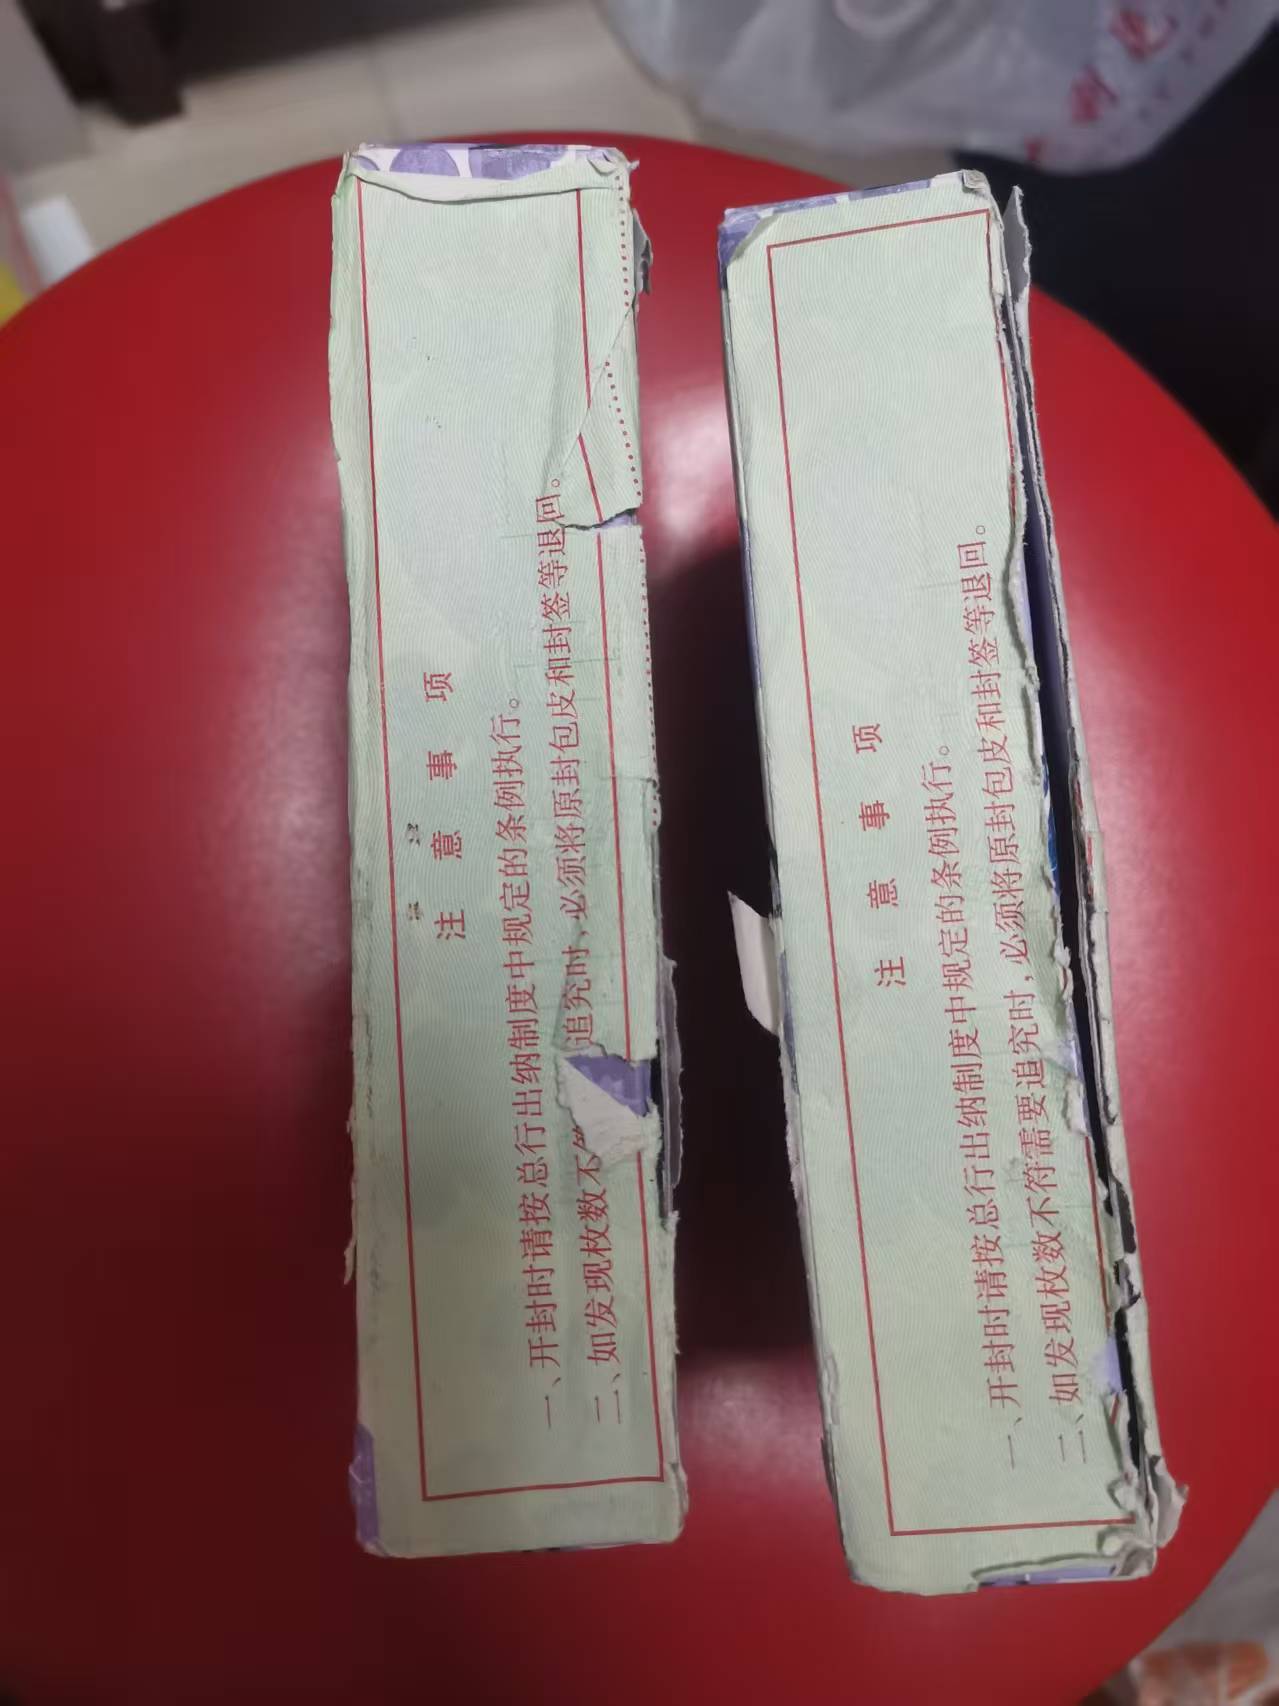 注意事项
一、开封时请按总行出纳制度中规定的条例执行。
二、如发现枚数不
追究时,必须将原封包皮和封签等退回。
注意事项
一、开封时请按总行出纳制度中规定的条例执行。
二、如发现枚数不符需要追究时,必须将原封包皮和封签等退回。